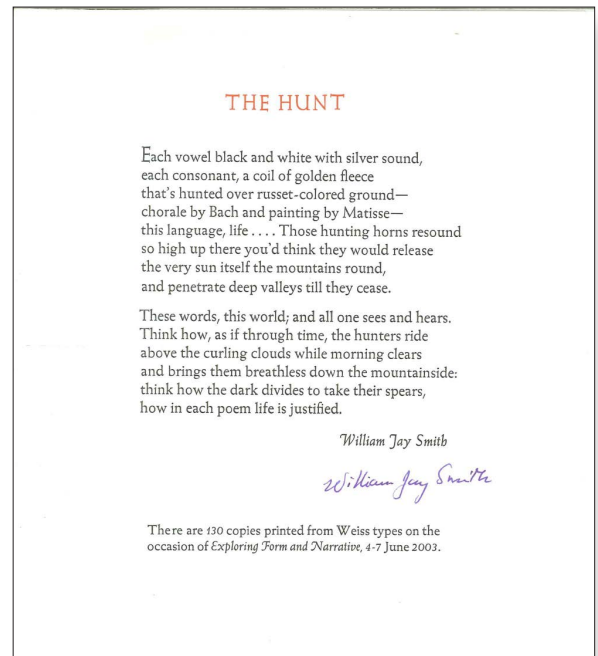 THE HUNT
Each vowel black and white with silver sound,
each consonant, a coil of golden fleece
that's hunted over russet-colored ground—
chorale by Bach and painting by Matisse—
this language, life . . . . Those hunting horns resound
so high up there you'd think they would release
the very sun itself the mountains round,
and penetrate deep valleys till they cease.
These words, this world; and all one sees and hears.
Think how, as if through time, the hunters ride
above the curling clouds while morning clears
and brings them breathless down the mountainside:
think how the dark divides to take their spears,
how in each poem life is justified.
William Jay Smith
William Jay Smith
There are 130 copies printed from Weiss types on the
occasion of Exploring Form and Narrative, 4-7 June 2003.